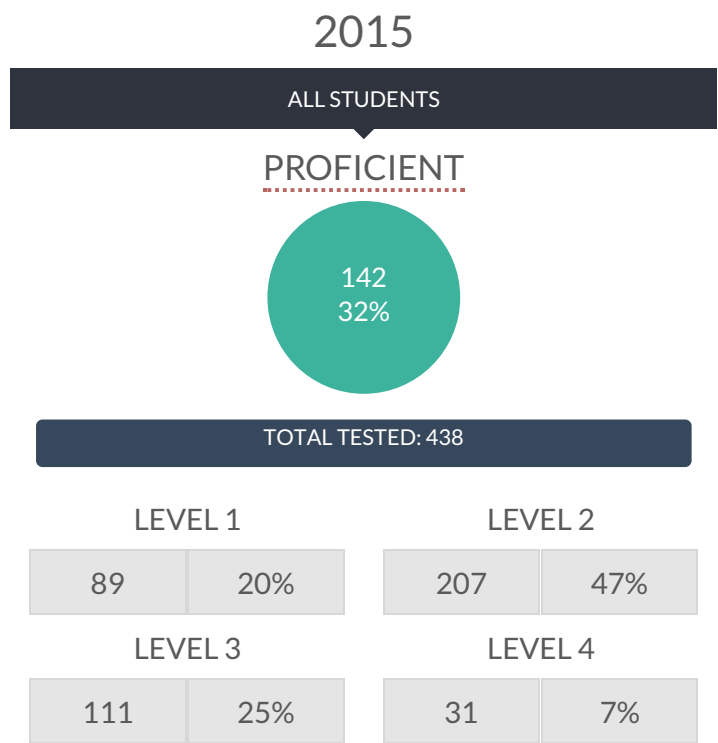 2015
ALL STUDENTS
PROFICIENT
142
32%
TOTAL TESTED: 438
LEVEL 1
89 20%
LEVEL 2
207 47%
LEVEL 3
111 25%
LEVEL 4
31 7%